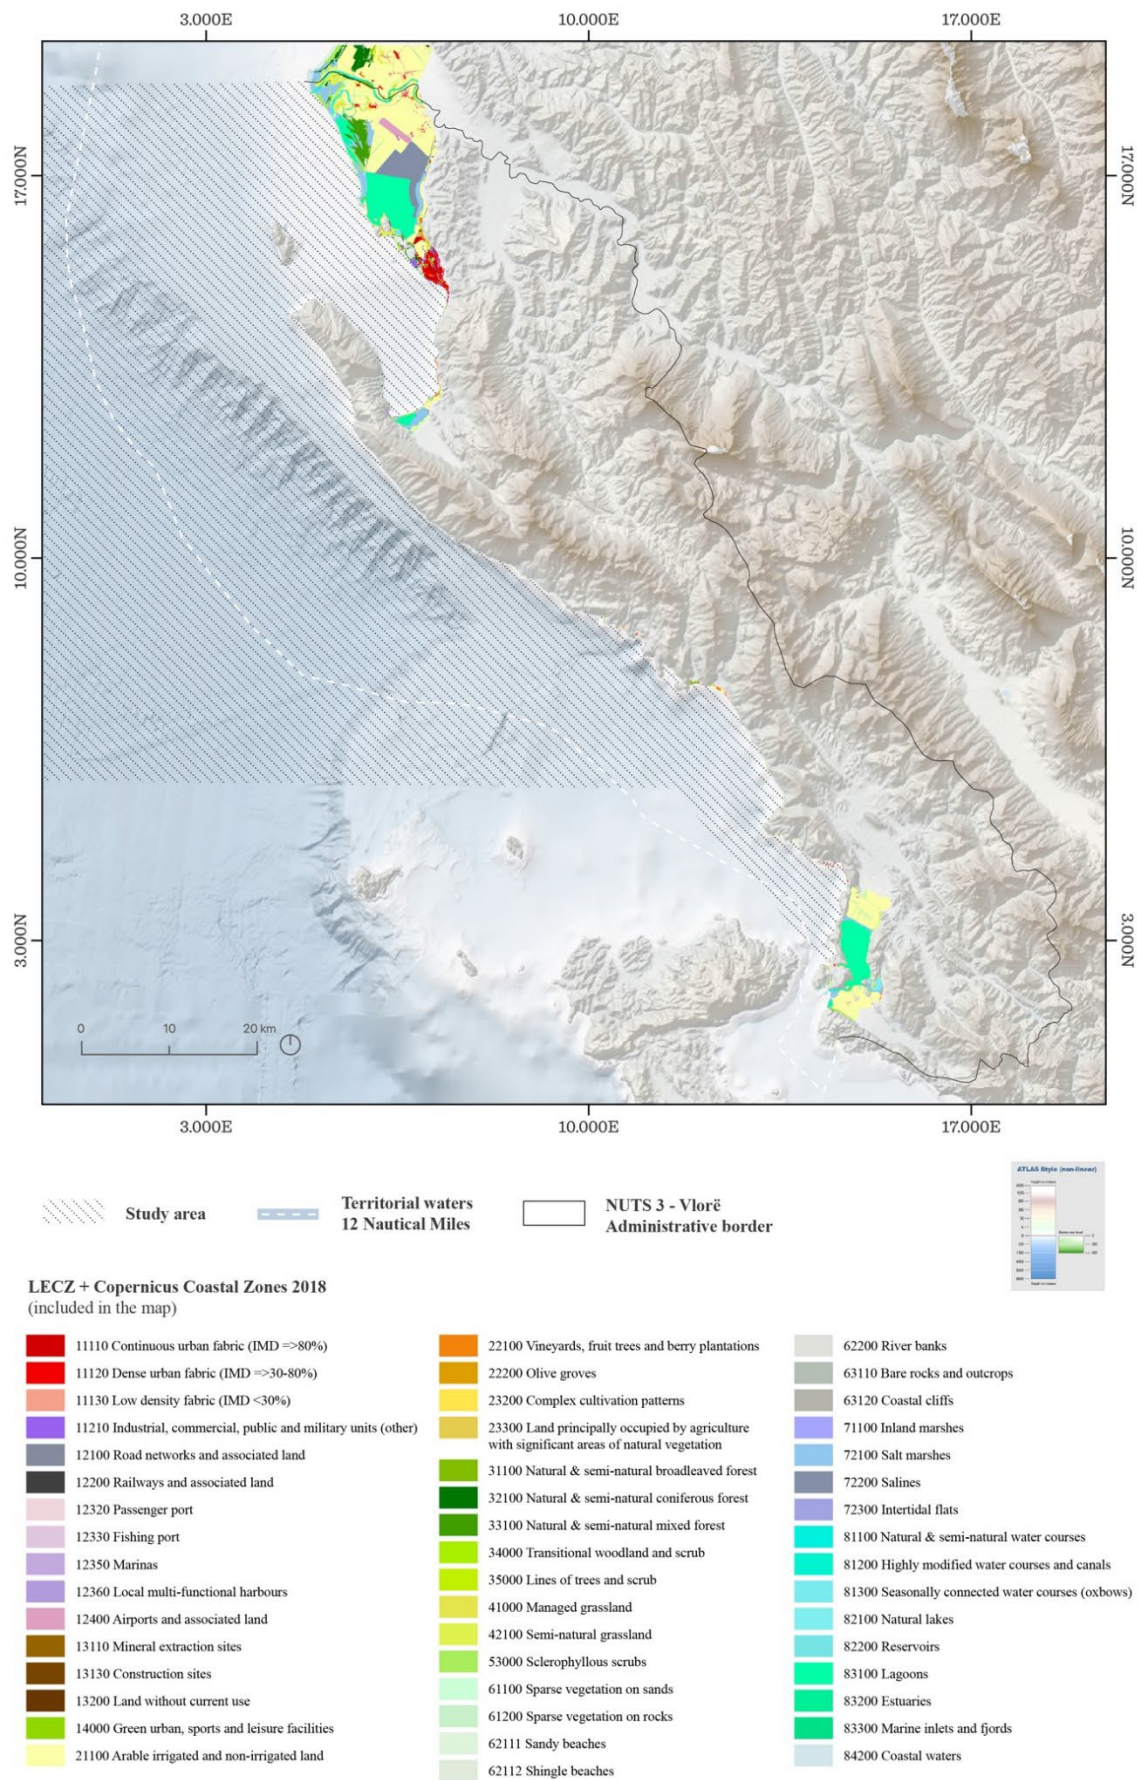 3.000E 10.000E 17.000E
17.000N 17.000N
10.000N 10.000N
3.000N 3.000N
0 10 20 km
3.000E 10.000E 17.000E
ATLAS Style (non-linear)
Study area
Territorial waters
12 Nautical Miles
NUTS 3 - Vlorë
Administrative border
LECZ + Copernicus Coastal Zones 2018
(included in the map)
11110 Continuous urban fabric (IMD =>80%)
11120 Dense urban fabric (IMD =>30-80%)
11130 Low density fabric (IMD <30%)
11210 Industrial, commercial, public and military units (other)
12100 Road networks and associated land
12200 Railways and associated land
12320 Passenger port
12330 Fishing port
12350 Marinas
12360 Local multi-functional harbours
12400 Airports and associated land
13110 Mineral extraction sites
13130 Construction sites
13200 Land without current use
14000 Green urban, sports and leisure facilities
21100 Arable irrigated and non-irrigated land
22100 Vineyards, fruit trees and berry plantations
22200 Olive groves
23200 Complex cultivation patterns
23300 Land principally occupied by agriculture
with significant areas of natural vegetation
31100 Natural & semi-natural broadleaved forest
32100 Natural & semi-natural coniferous forest
33100 Natural & semi-natural mixed forest
34000 Transitional woodland and scrub
35000 Lines of trees and scrub
41000 Managed grassland
42100 Semi-natural grassland
53000 Sclerophyllous scrubs
61100 Sparse vegetation on sands
61200 Sparse vegetation on rocks
62111 Sandy beaches
62112 Shingle beaches
62200 River banks
63110 Bare rocks and outcrops
63120 Coastal cliffs
71100 Inland marshes
72100 Salt marshes
72200 Salines
72300 Intertidal flats
81100 Natural & semi-natural water courses
81200 Highly modified water courses and canals
81300 Seasonally connected water courses (oxbows)
82100 Natural lakes
82200 Reservoirs
83100 Lagoons
83200 Estuaries
83300 Marine inlets and fjords
84200 Coastal waters